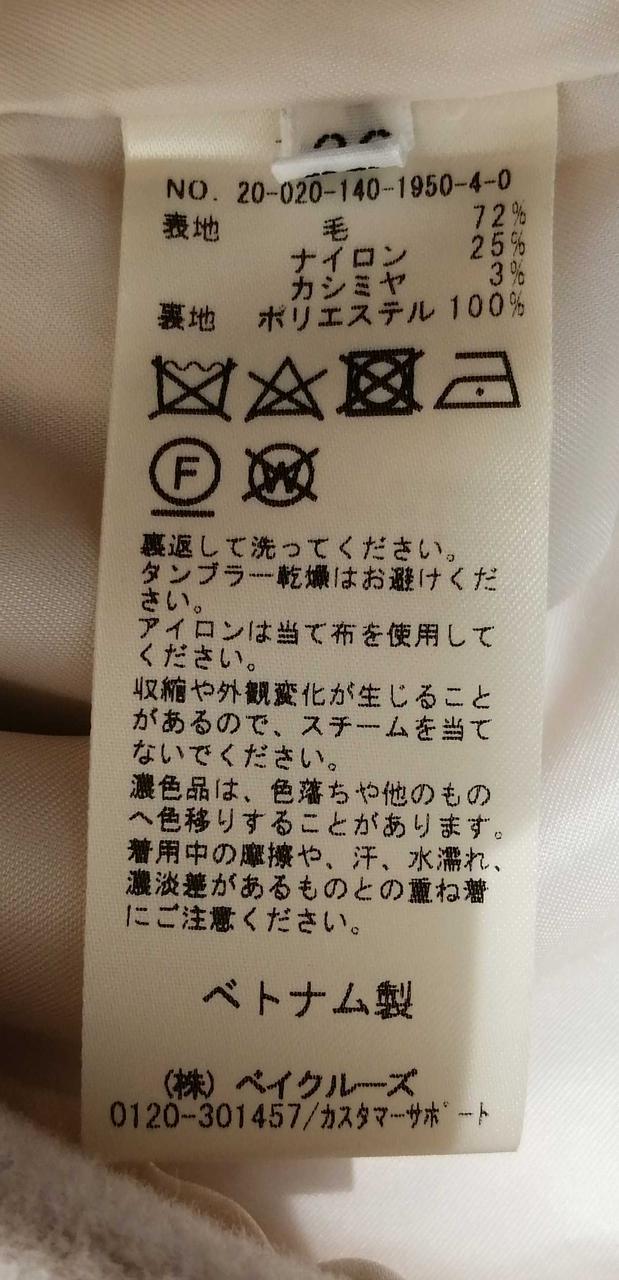 NO. 20-020-140-1950-4-0
表地 毛 72%
ナイロン 25%
カシミヤ 3%
裏地 ポリエステル 100%
F W
裏返して洗ってください。
タンブラー乾燥はお避けくだ
さい。
アイロンは当て布を使用して
ください。
収縮や外観変化が生じること
があるので、スチームを当て
ないでください。
濃色品は、色落ちや他のもの
へ色移りすることがあります。
着用中の摩擦や、汗、水濡れ、
濃淡差があるものとの重ね着
にご注意ください。
ベトナム製
(株) ベイクルーズ
0120-301457/カスタマーサポート